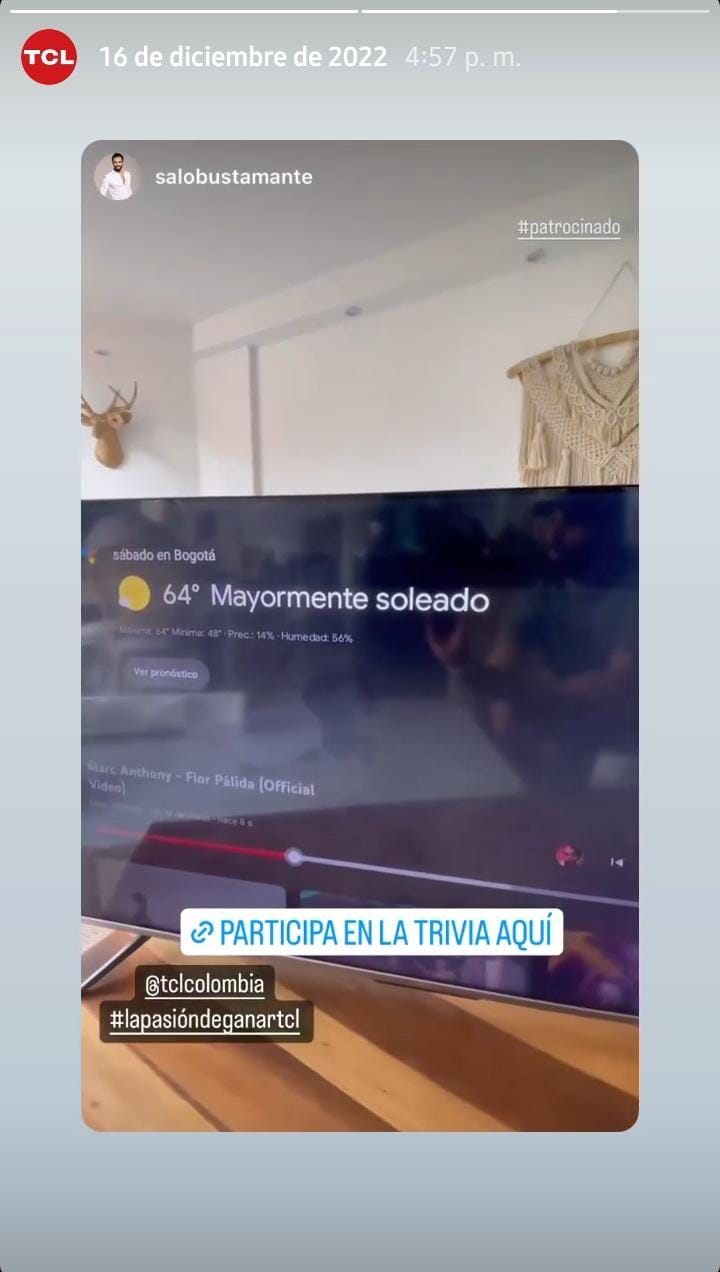 TCL 16 de diciembre de 2022 4:57 p. m.
salobustamante
#patrocinado
sábado en Bogotá
64° Mayormente soleado
Máxima: 64° Mínima: 48° · Prec.: 14% · Humedad: 56%
Ver pronóstico
Marc Anthony - Flor Pálida (Official
Video)
hace 8 s
PARTICIPA EN LA TRIVIA AQUÍ
@tclcolombia
#lapasióndeganartcl